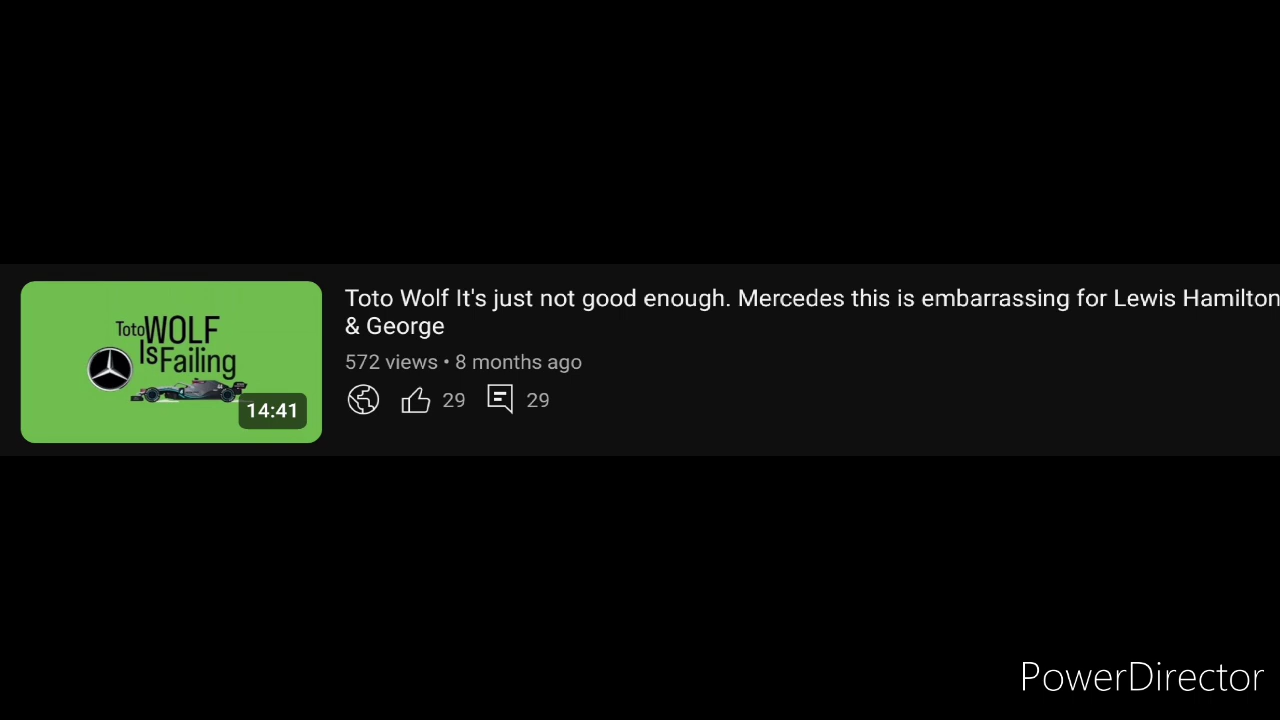 Toto WOLF
Is Failing
14:41
Toto Wolf It's just not good enough. Mercedes this is embarrassing for Lewis Hamilton
& George
572 views • 8 months ago
29 29
PowerDirector